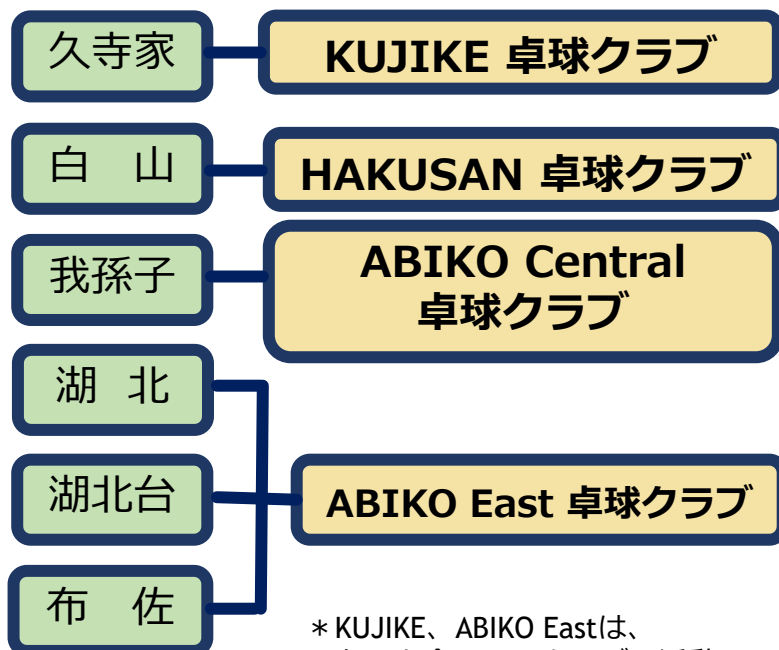 久寺家
KUJIKE 卓球クラブ
白 山
HAKUSAN 卓球クラブ
我孫子
ABIKO Central
卓球クラブ
湖 北
湖北台
ABIKO East 卓球クラブ
布 佐
＊KUJIKE、ABIKO Eastは、